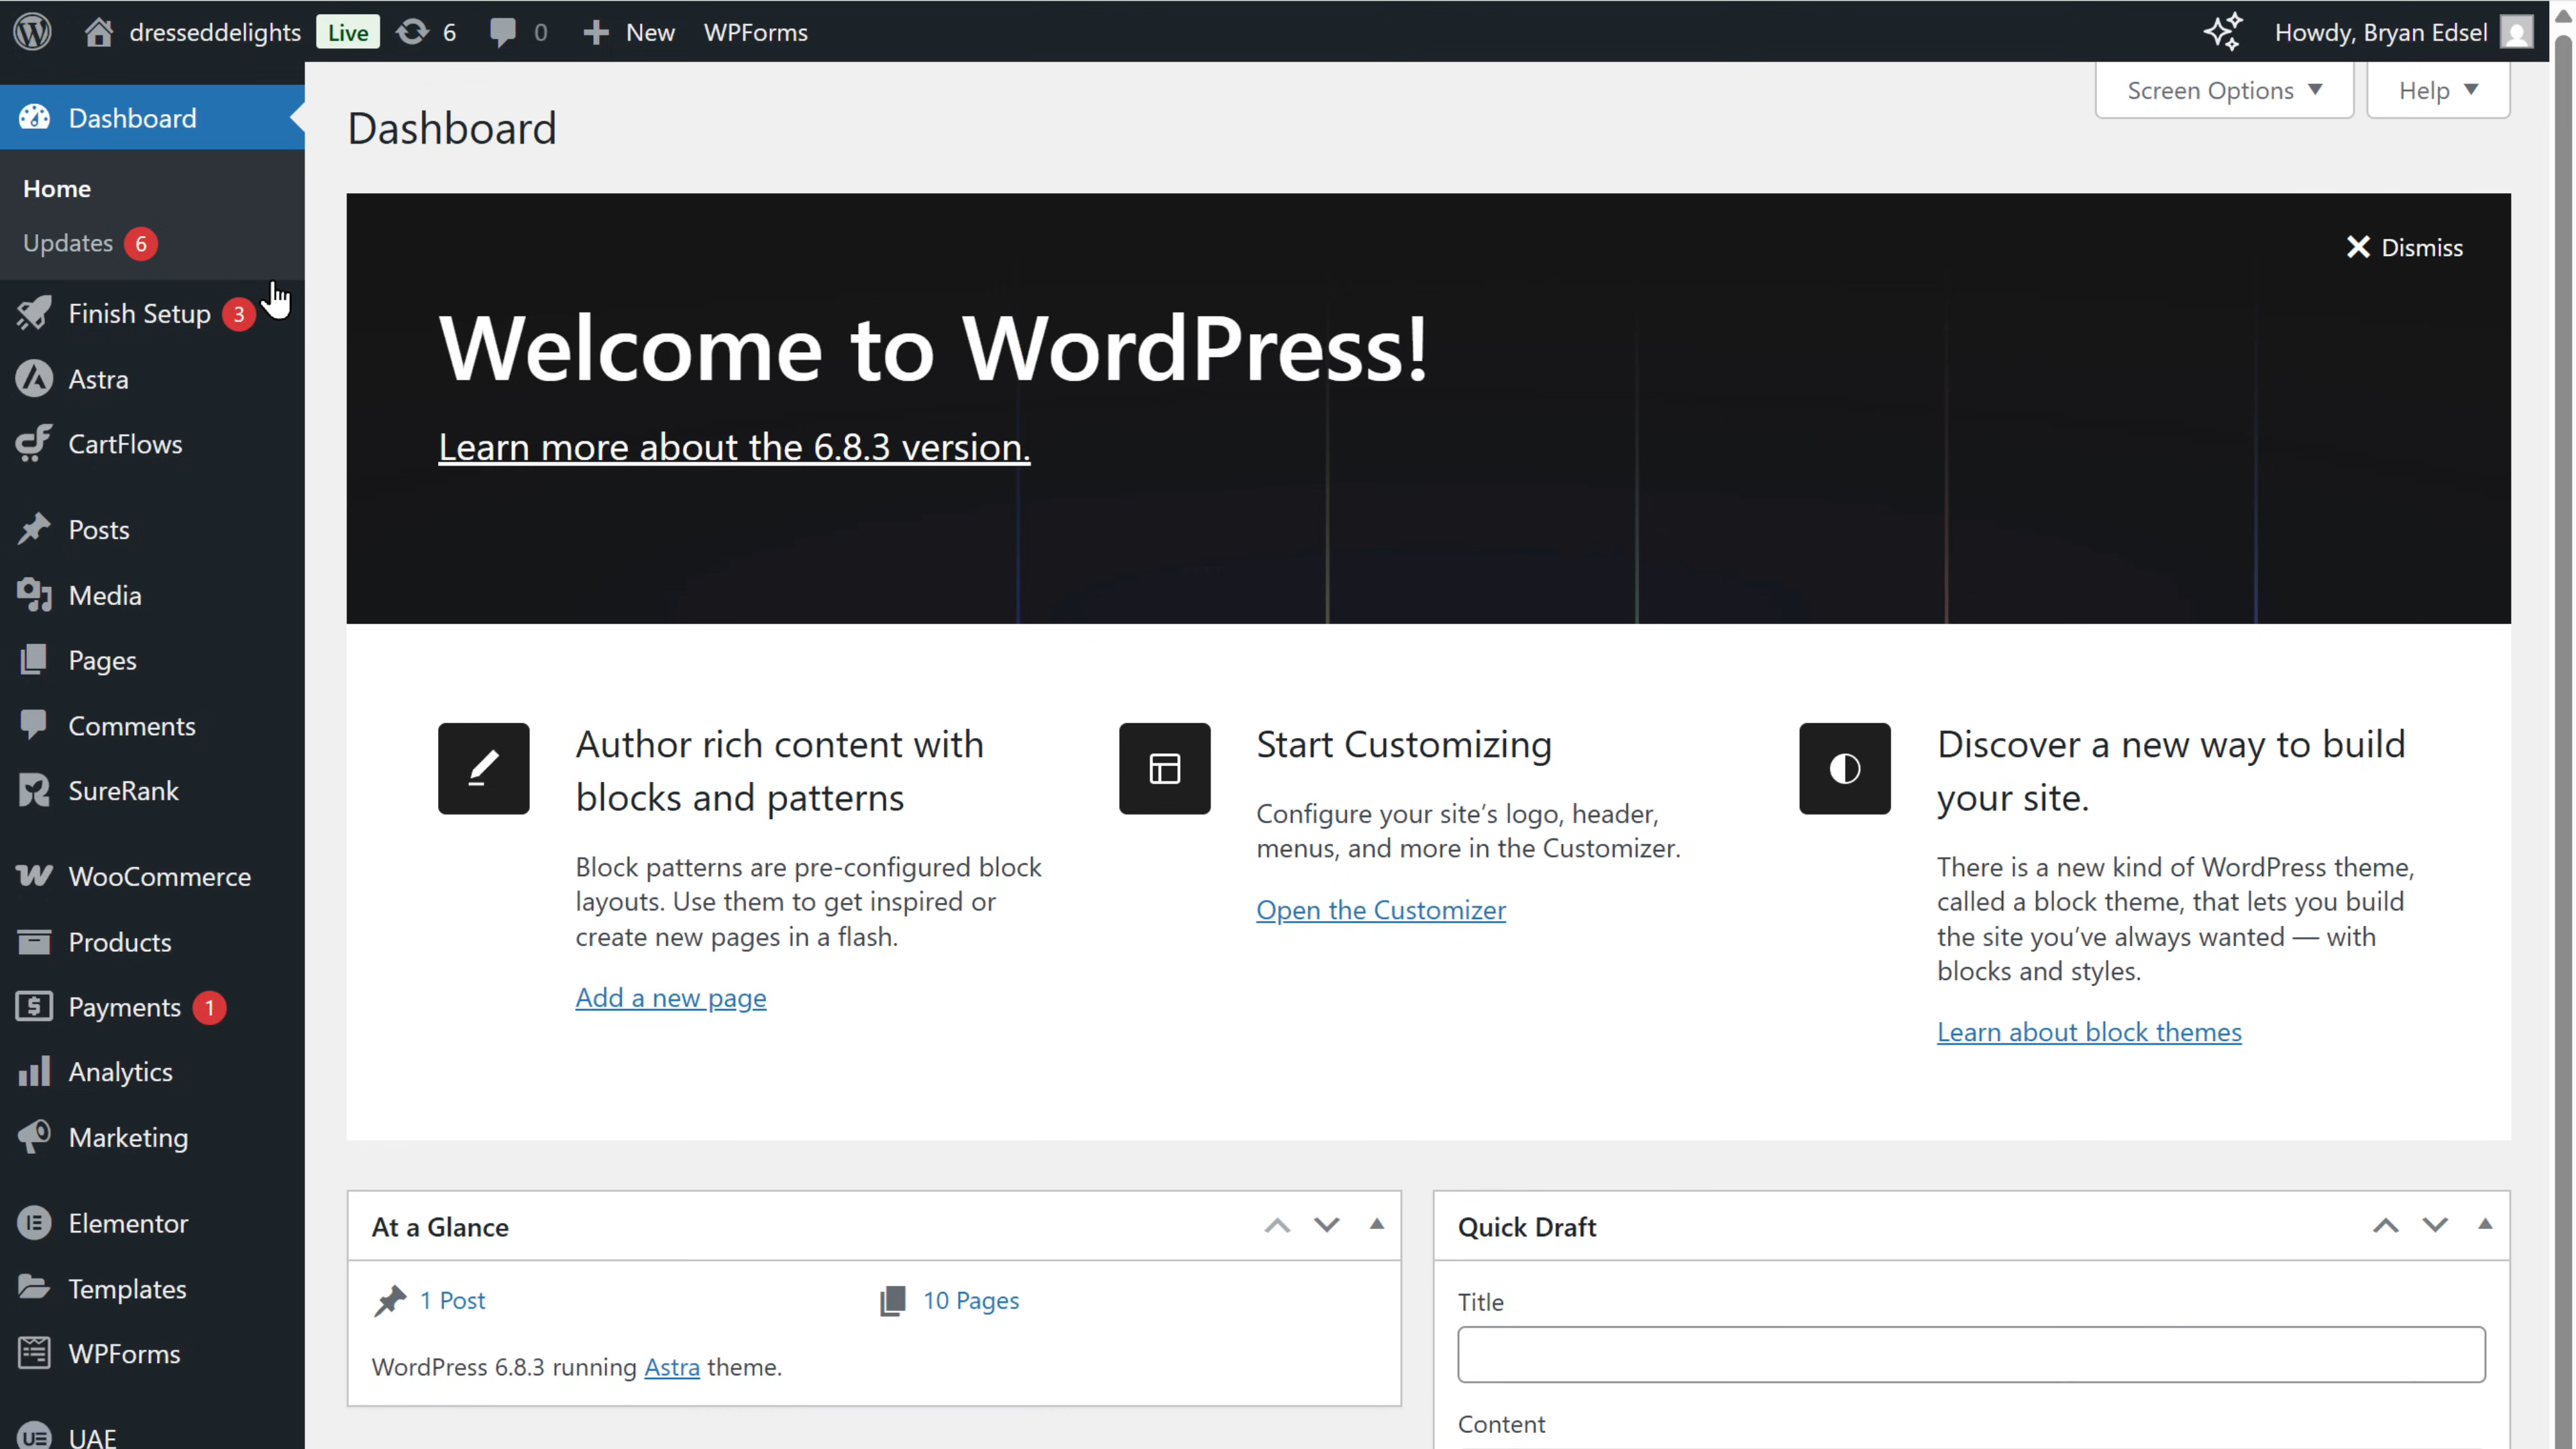 dresseddelights Live 6 0 New WPForms Howdy, Bryan Edsel
Screen Options Help
Dashboard
Home
Updates 6
Finish Setup 3
Astra
CartFlows
Posts
Media
Pages
Comments
SureRank
WooCommerce
Products
Payments 1
Analytics
Marketing
Elementor
Templates
WPForms
UAE
Dashboard
Dismiss
Welcome to WordPress!
Learn more about the 6.8.3 version.
Author rich content with
blocks and patterns
Block patterns are pre-configured block
layouts. Use them to get inspired or
create new pages in a flash.
Add a new page
Start Customizing
Configure your site’s logo, header,
menus, and more in the Customizer.
Open the Customizer
Discover a new way to build
your site.
There is a new kind of WordPress theme,
called a block theme, that lets you build
the site you’ve always wanted — with
blocks and styles.
Learn about block themes
At a Glance
1 Post
10 Pages
WordPress 6.8.3 running Astra theme.
Quick Draft
Title
Content